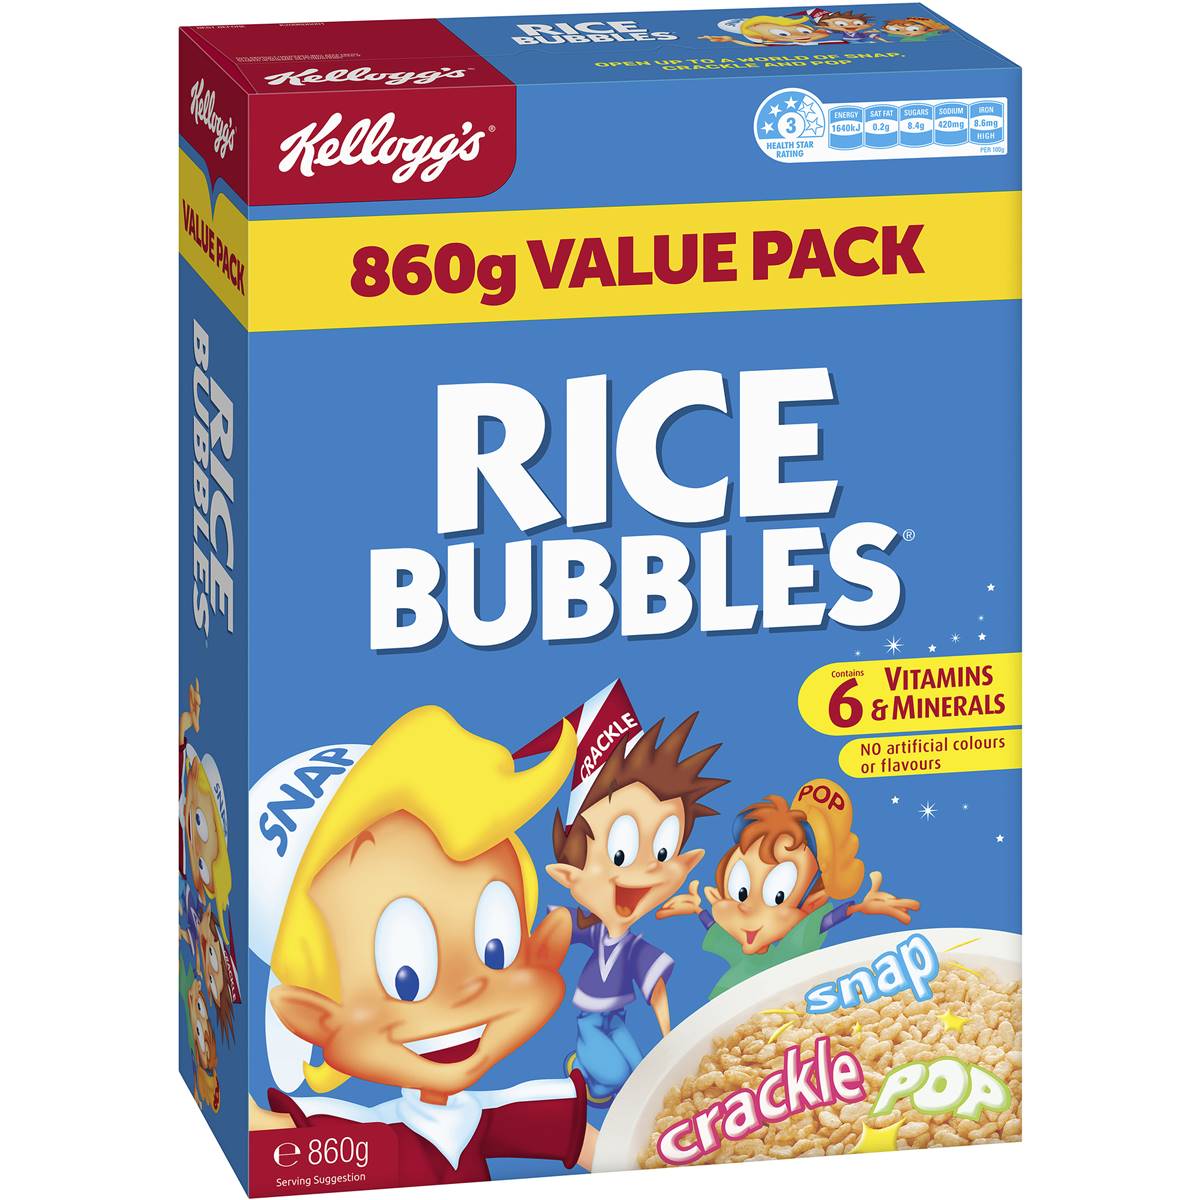 Kellogg's
RICE
BUBBLES
OPEN UP TO A WORLD OF SNAP,
CRACKLE AND POP
Kellogg's®
3
HEALTH STAR
RATING
ENERGY
1640kJ
SAT FAT
0.2g
SUGARS
8.4g
SODIUM
420mg
IRON
8.6mg
HIGH
PER 100g
860g VALUE PACK
RICE
BUBBLES®
Contains
6 VITAMINS
& MINERALS
NO artificial colours
or flavours
SNAP
CRACKLE
POP
snap
crackle
POP
e 860g
Serving Suggestion
Kellogg's
VALUE PACK
RICE
BUBBLES
SNAP
CRACKLE